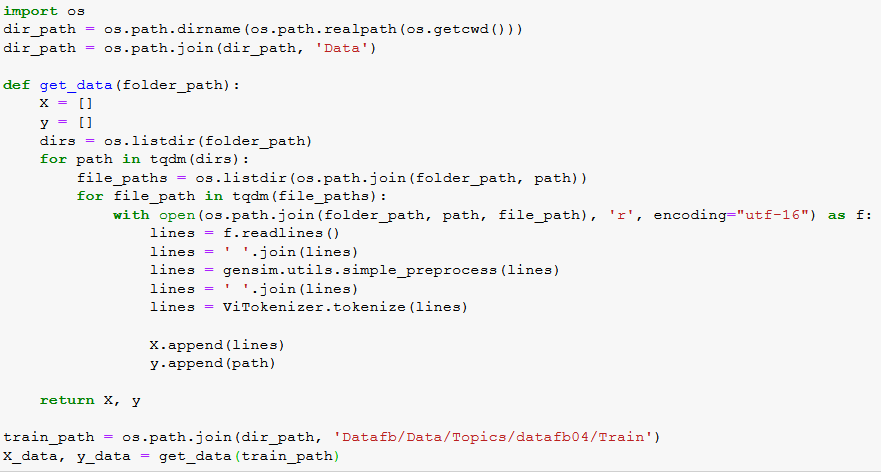 import os
dir_path = os.path.dirname(os.path.realpath(os.getcwd()))
dir_path = os.path.join(dir_path, 'Data')

def get_data(folder_path):
    X = []
    y = []
    dirs = os.listdir(folder_path)
    for path in tqdm(dirs):
        file_paths = os.listdir(os.path.join(folder_path, path))
        for file_path in tqdm(file_paths):
            with open(os.path.join(folder_path, path, file_path), 'r', encoding="utf-16") as f:
                lines = f.readlines()
                lines = ' '.join(lines)
                lines = gensim.utils.simple_preprocess(lines)
                lines = ' '.join(lines)
                lines = ViTokenizer.tokenize(lines)

                X.append(lines)
                y.append(path)

    return X, y

train_path = os.path.join(dir_path, 'Datafb/Data/Topics/datafb04/Train')
X_data, y_data = get_data(train_path)